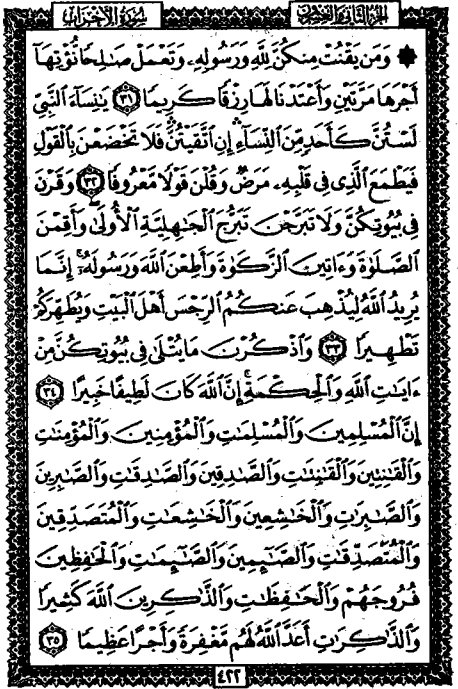 الجزء الثاني والعشرون سورة الأحزاب
۞ وَمَن يَقْنُتْ مِنكُنَّ لِلَّهِ وَرَسُولِهِۦ وَتَعْمَلْ صَٰلِحًا نُّؤْتِهَآ
أَجْرَهَا مَرَّتَيْنِ وَأَعْتَدْنَا لَهَا رِزْقًا كَرِيمًا ٣١ يَٰنِسَآءَ ٱلنَّبِيِّ
لَسْتُنَّ كَأَحَدٍ مِّنَ ٱلنِّسَآءِ إِنِ ٱتَّقَيْتُنَّ فَلَا تَخْضَعْنَ بِٱلْقَوْلِ
فَيَطْمَعَ ٱلَّذِى فِى قَلْبِهِۦ مَرَضٌ وَقُلْنَ قَوْلًا مَّعْرُوفًا ٣٢ وَقَرْنَ
فِى بُيُوتِكُنَّ وَلَا تَبَرَّجْنَ تَبَرُّجَ ٱلْجَٰهِلِيَّةِ ٱلْأُولَىٰ وَأَقِمْنَ
ٱلصَّلَوٰةَ وَءَاتِينَ ٱلزَّكَوٰةَ وَأَطِعْنَ ٱللَّهَ وَرَسُولَهُۥٓ إِنَّمَا
يُرِيدُ ٱللَّهُ لِيُذْهِبَ عَنكُمُ ٱلرِّجْسَ أَهْلَ ٱلْبَيْتِ وَيُطَهِّرَكُمْ
تَطْهِيرًا ٣٣ وَٱذْكُرْنَ مَا يُتْلَىٰ فِى بُيُوتِكُنَّ مِنْ
ءَايَٰتِ ٱللَّهِ وَٱلْحِكْمَةِ إِنَّ ٱللَّهَ كَانَ لَطِيفًا خَبِيرًا ٣٤
إِنَّ ٱلْمُسْلِمِينَ وَٱلْمُسْلِمَٰتِ وَٱلْمُؤْمِنِينَ وَٱلْمُؤْمِنَٰتِ
وَٱلْقَٰنِتِينَ وَٱلْقَٰنِتَٰتِ وَٱلصَّٰدِقِينَ وَٱلصَّٰدِقَٰتِ وَٱلصَّٰبِرِينَ
وَٱلصَّٰبِرَٰتِ وَٱلْخَٰشِعِينَ وَٱلْخَٰشِعَٰتِ وَٱلْمُتَصَدِّقِينَ
وَٱلْمُتَصَدِّقَٰتِ وَٱلصَّٰٓئِمِينَ وَٱلصَّٰٓئِمَٰتِ وَٱلْحَٰفِظِينَ
فُرُوجَهُمْ وَٱلْحَٰفِظَٰتِ وَٱلذَّٰكِرِينَ ٱللَّهَ كَثِيرًا
وَٱلذَّٰكِرَٰتِ أَعَدَّ ٱللَّهُ لَهُم مَّغْفِرَةً وَأَجْرًا عَظِيمًا ٣٥
٤٢٢